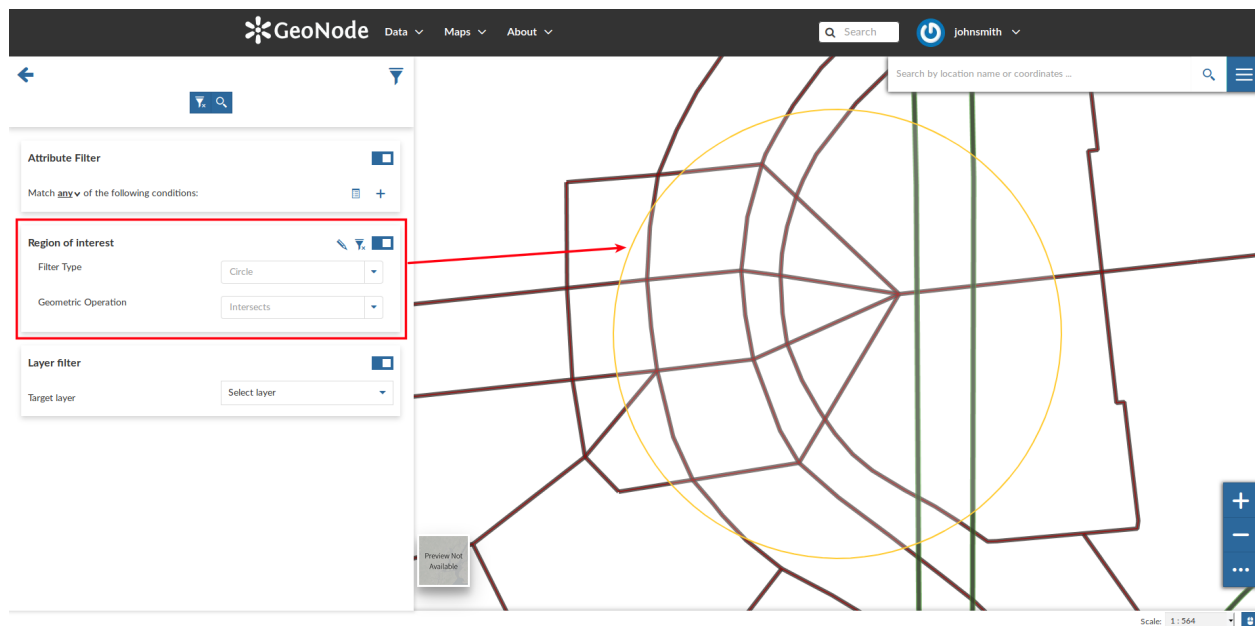 GeoNode Data Maps About Search johnsmith
Search by location name or coordinates ...
Attribute Filter
Match any of the following conditions:
Region of interest
Filter Type Circle
Geometric Operation Intersects
Layer filter
Target layer Select layer
Preview Not
Available
Scale: 1 : 564